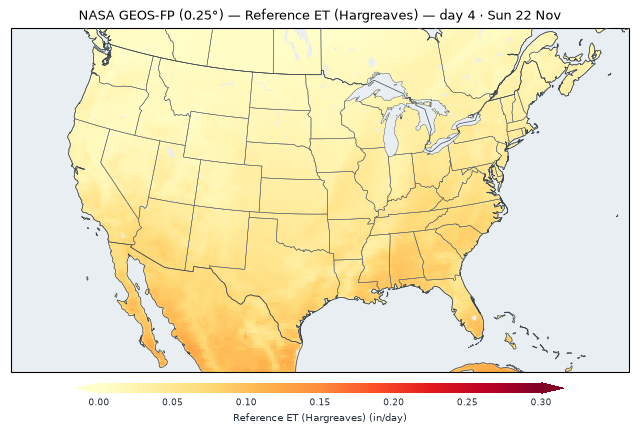 NASA GEOS-FP (0.25°) — Reference ET (Hargreaves) — day 4 · Sun 22 Nov
0.00 0.05 0.10 0.15 0.20 0.25 0.30
Reference ET (Hargreaves) (in/day)